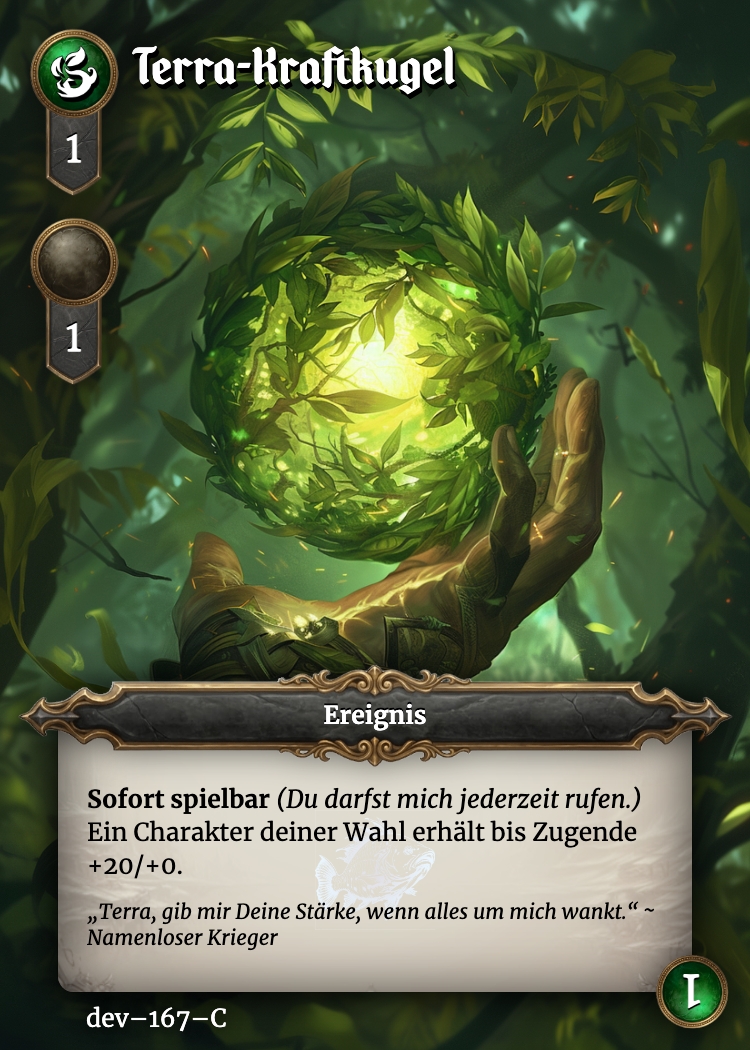 Terra-Kraftkugel
1
1
Ereignis
Sofort spielbar (Du darfst mich jederzeit rufen.)
Ein Charakter deiner Wahl erhält bis Zugende
+20/+0.
„Terra, gib mir Deine Stärke, wenn alles um mich wankt.“ ~
Namenloser Krieger
1
dev–167–C